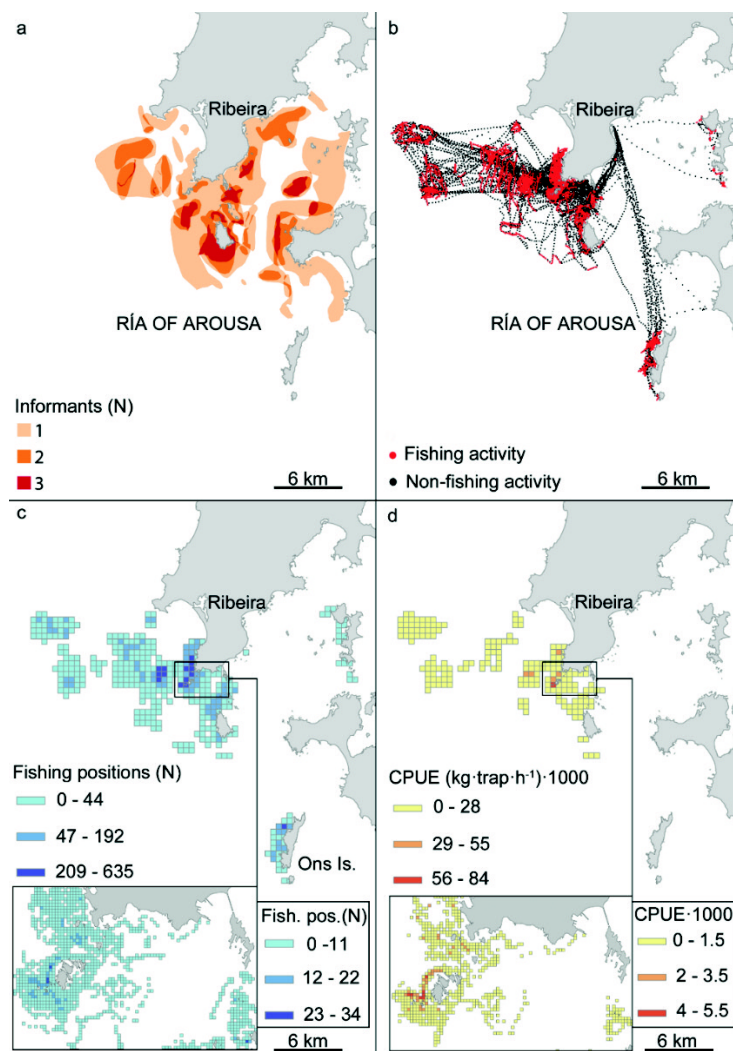 a
Ribeira
RÍA OF AROUSA
Informants (N)
1
2
3
6 km
b
Ribeira
RÍA OF AROUSA
Fishing activity
Non-fishing activity
6 km
c
Ribeira
Fishing positions (N)
0 - 44
47 - 192
209 - 635
Ons Is.
Fish. pos.(N)
0 -11
12 - 22
23 - 34
6 km
d
Ribeira
CPUE (kg·trap·h⁻¹)·1000
0 - 28
29 - 55
56 - 84
CPUE·1000
0 - 1.5
2 - 3.5
4 - 5.5
6 km